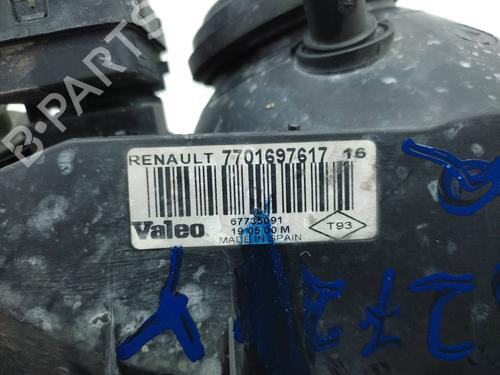 B-PARTS
RENAULT 7701697617 16
67735091
Valeo
19 05 00 M
T93
MADE IN SPAIN